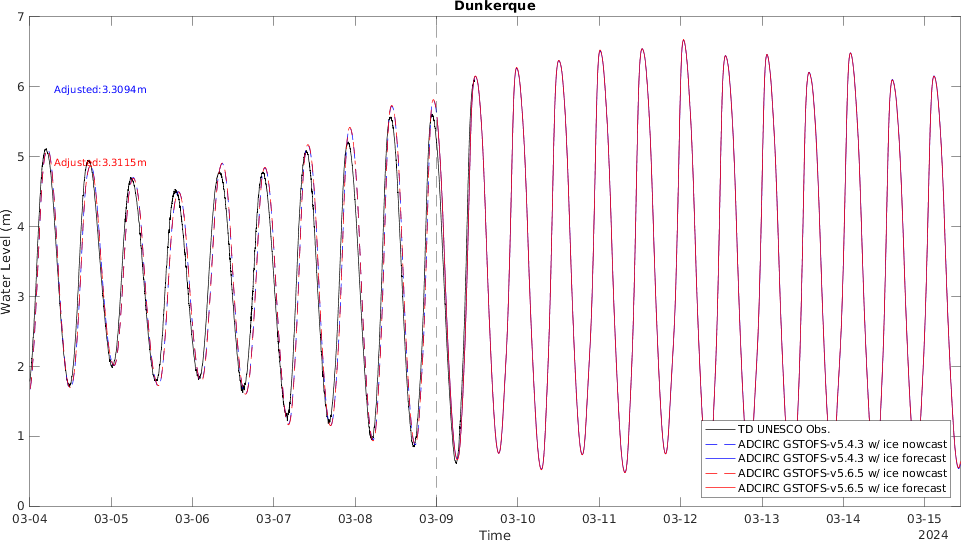 Dunkerque
7
6
5
4
3
2
1
0
Water Level (m)
Adjusted:3.3094m
Adjusted:3.3115m
TD UNESCO Obs.
ADCIRC GSTOFS-v5.4.3 w/ ice nowcast
ADCIRC GSTOFS-v5.4.3 w/ ice forecast
ADCIRC GSTOFS-v5.6.5 w/ ice nowcast
ADCIRC GSTOFS-v5.6.5 w/ ice forecast
03-04 03-05 03-06 03-07 03-08 03-09 03-10 03-11 03-12 03-13 03-14 03-15
Time
2024